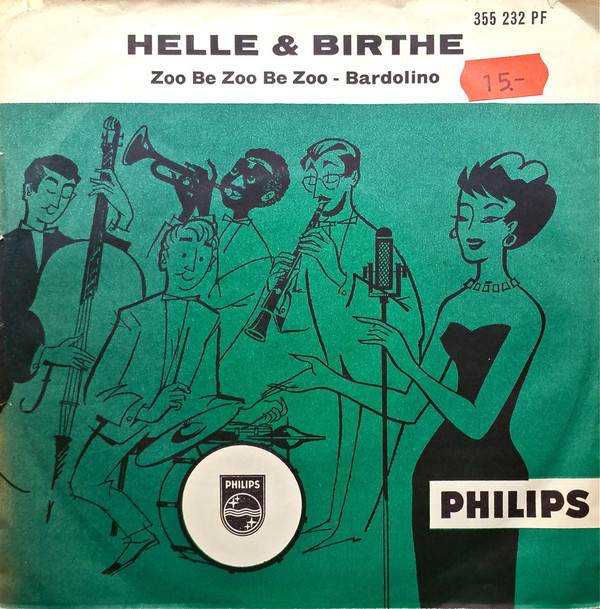 355 232 PF
HELLE & BIRTHE
Zoo Be Zoo Be Zoo - Bardolino
15.-
PHILIPS
PHILIPS